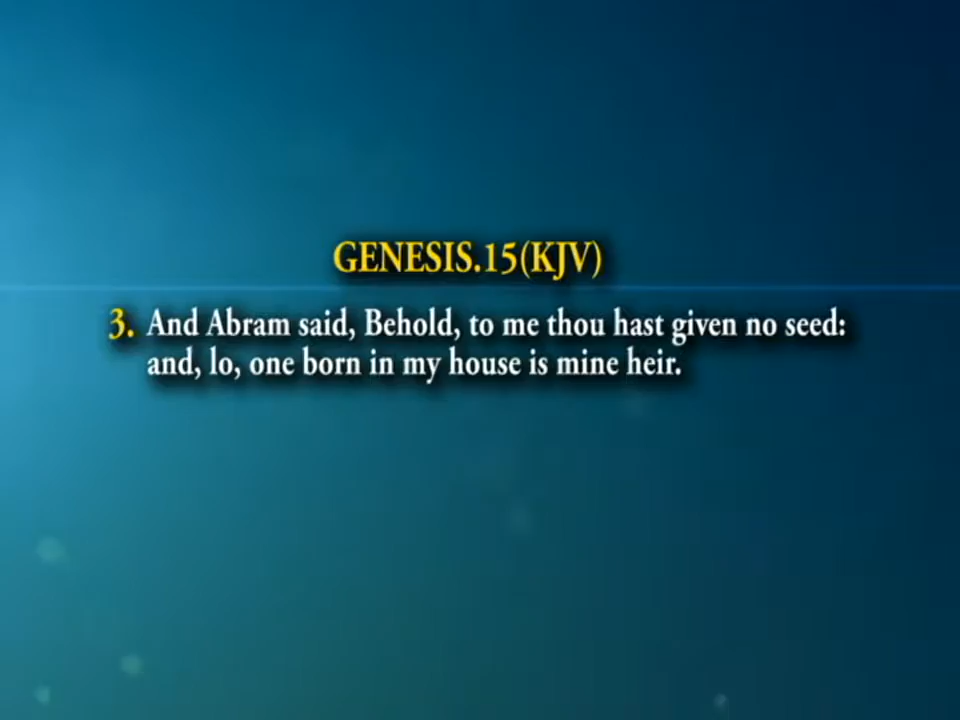 GENESIS.15(KJV)
3. And Abram said, Behold, to me thou hast given no seed:
and, lo, one born in my house is mine heir.